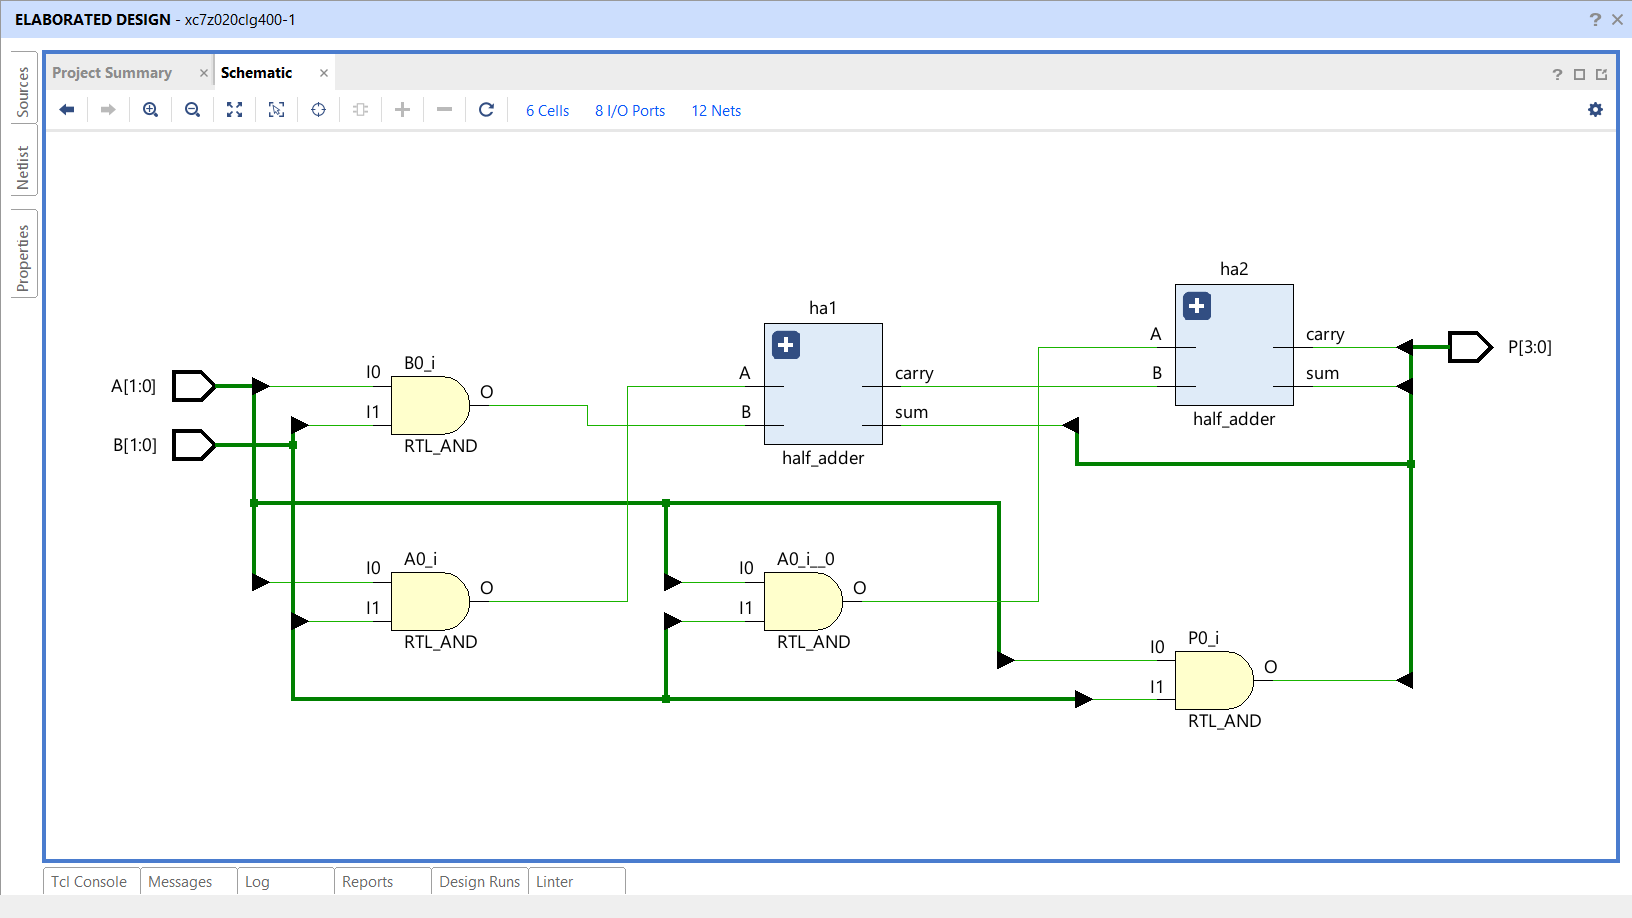 ELABORATED DESIGN - xc7z020clg400-1
Sources
Netlist
Properties
Project Summary
Schematic
6 Cells
8 I/O Ports
12 Nets
ha2
ha1
A
carry
P[3:0]
B
sum
half_adder
A[1:0]
B[1:0]
B0_i
I0
I1
O
RTL_AND
A
B
carry
sum
half_adder
A0_i
I0
I1
O
RTL_AND
A0_i__0
I0
I1
O
RTL_AND
P0_i
I0
I1
O
RTL_AND
Tcl Console
Messages
Log
Reports
Design Runs
Linter